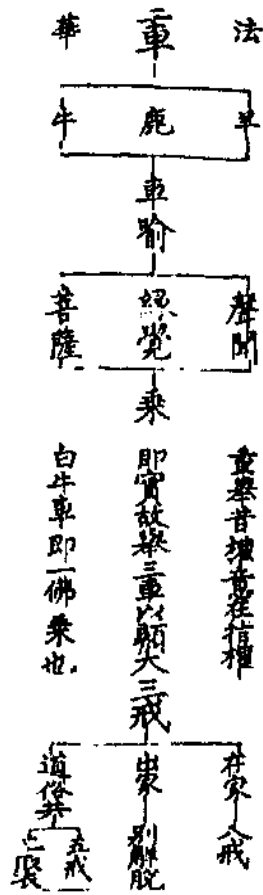 法
三車
華
羊
鹿
牛
車喻
聲聞
緣覺
菩薩
乘
重舉昔權意在指權
即實故舉三車以顯大
白牛車即一佛乘也。
三戒
在家
八戒
出家
別解脫
道俗共
五戒
三聚